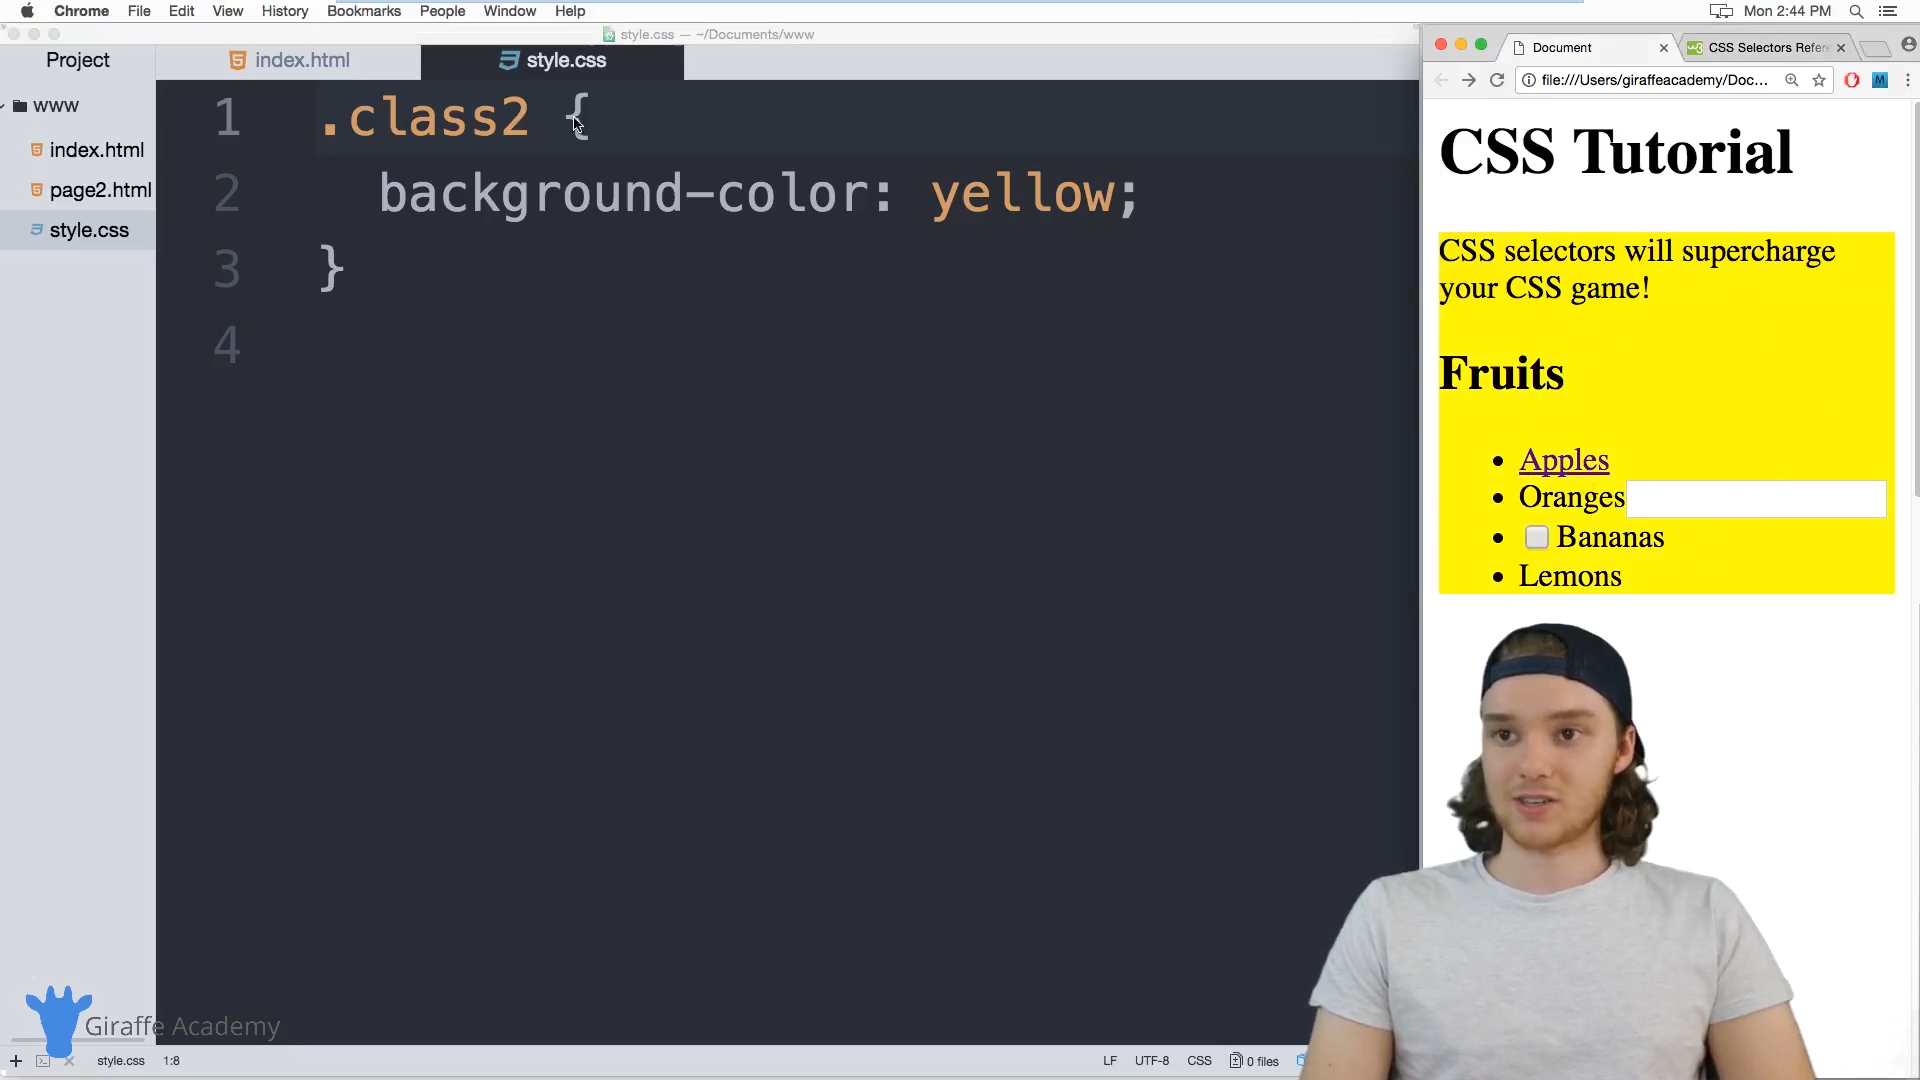 Chrome File Edit View History Bookmarks People Window Help
Mon 2:44 PM
style.css — ~/Documents/www
Project
index.html
style.css
www
index.html
page2.html
style.css
1 .class2 {
2 background-color: yellow;
3 }
4
Document
CSS Selectors Refere
file:///Users/giraffeacademy/Doc...
M
CSS Tutorial
CSS selectors will supercharge
your CSS game!
Fruits
Apples
Oranges
Bananas
Lemons
Giraffe Academy
style.css 1:8
LF UTF-8 CSS 0 files